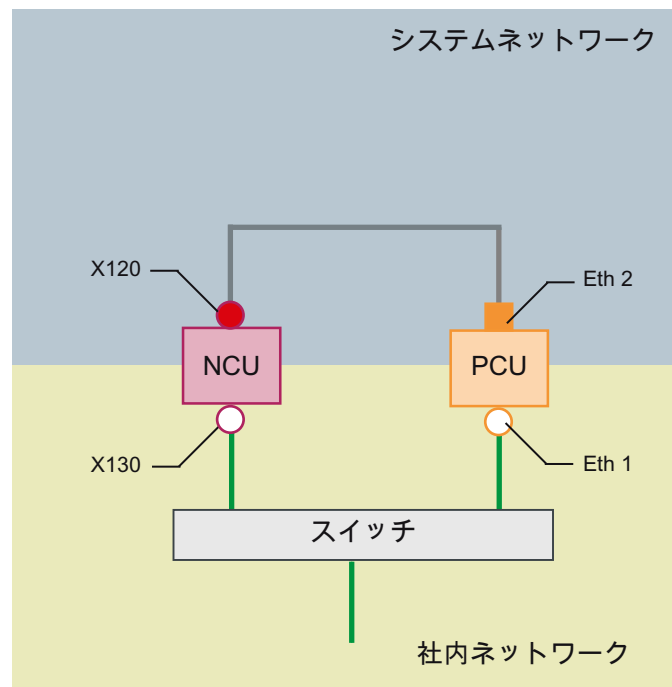 システムネットワーク
X120
Eth 2
NCU
PCU
X130
Eth 1
スイッチ
社内ネットワーク